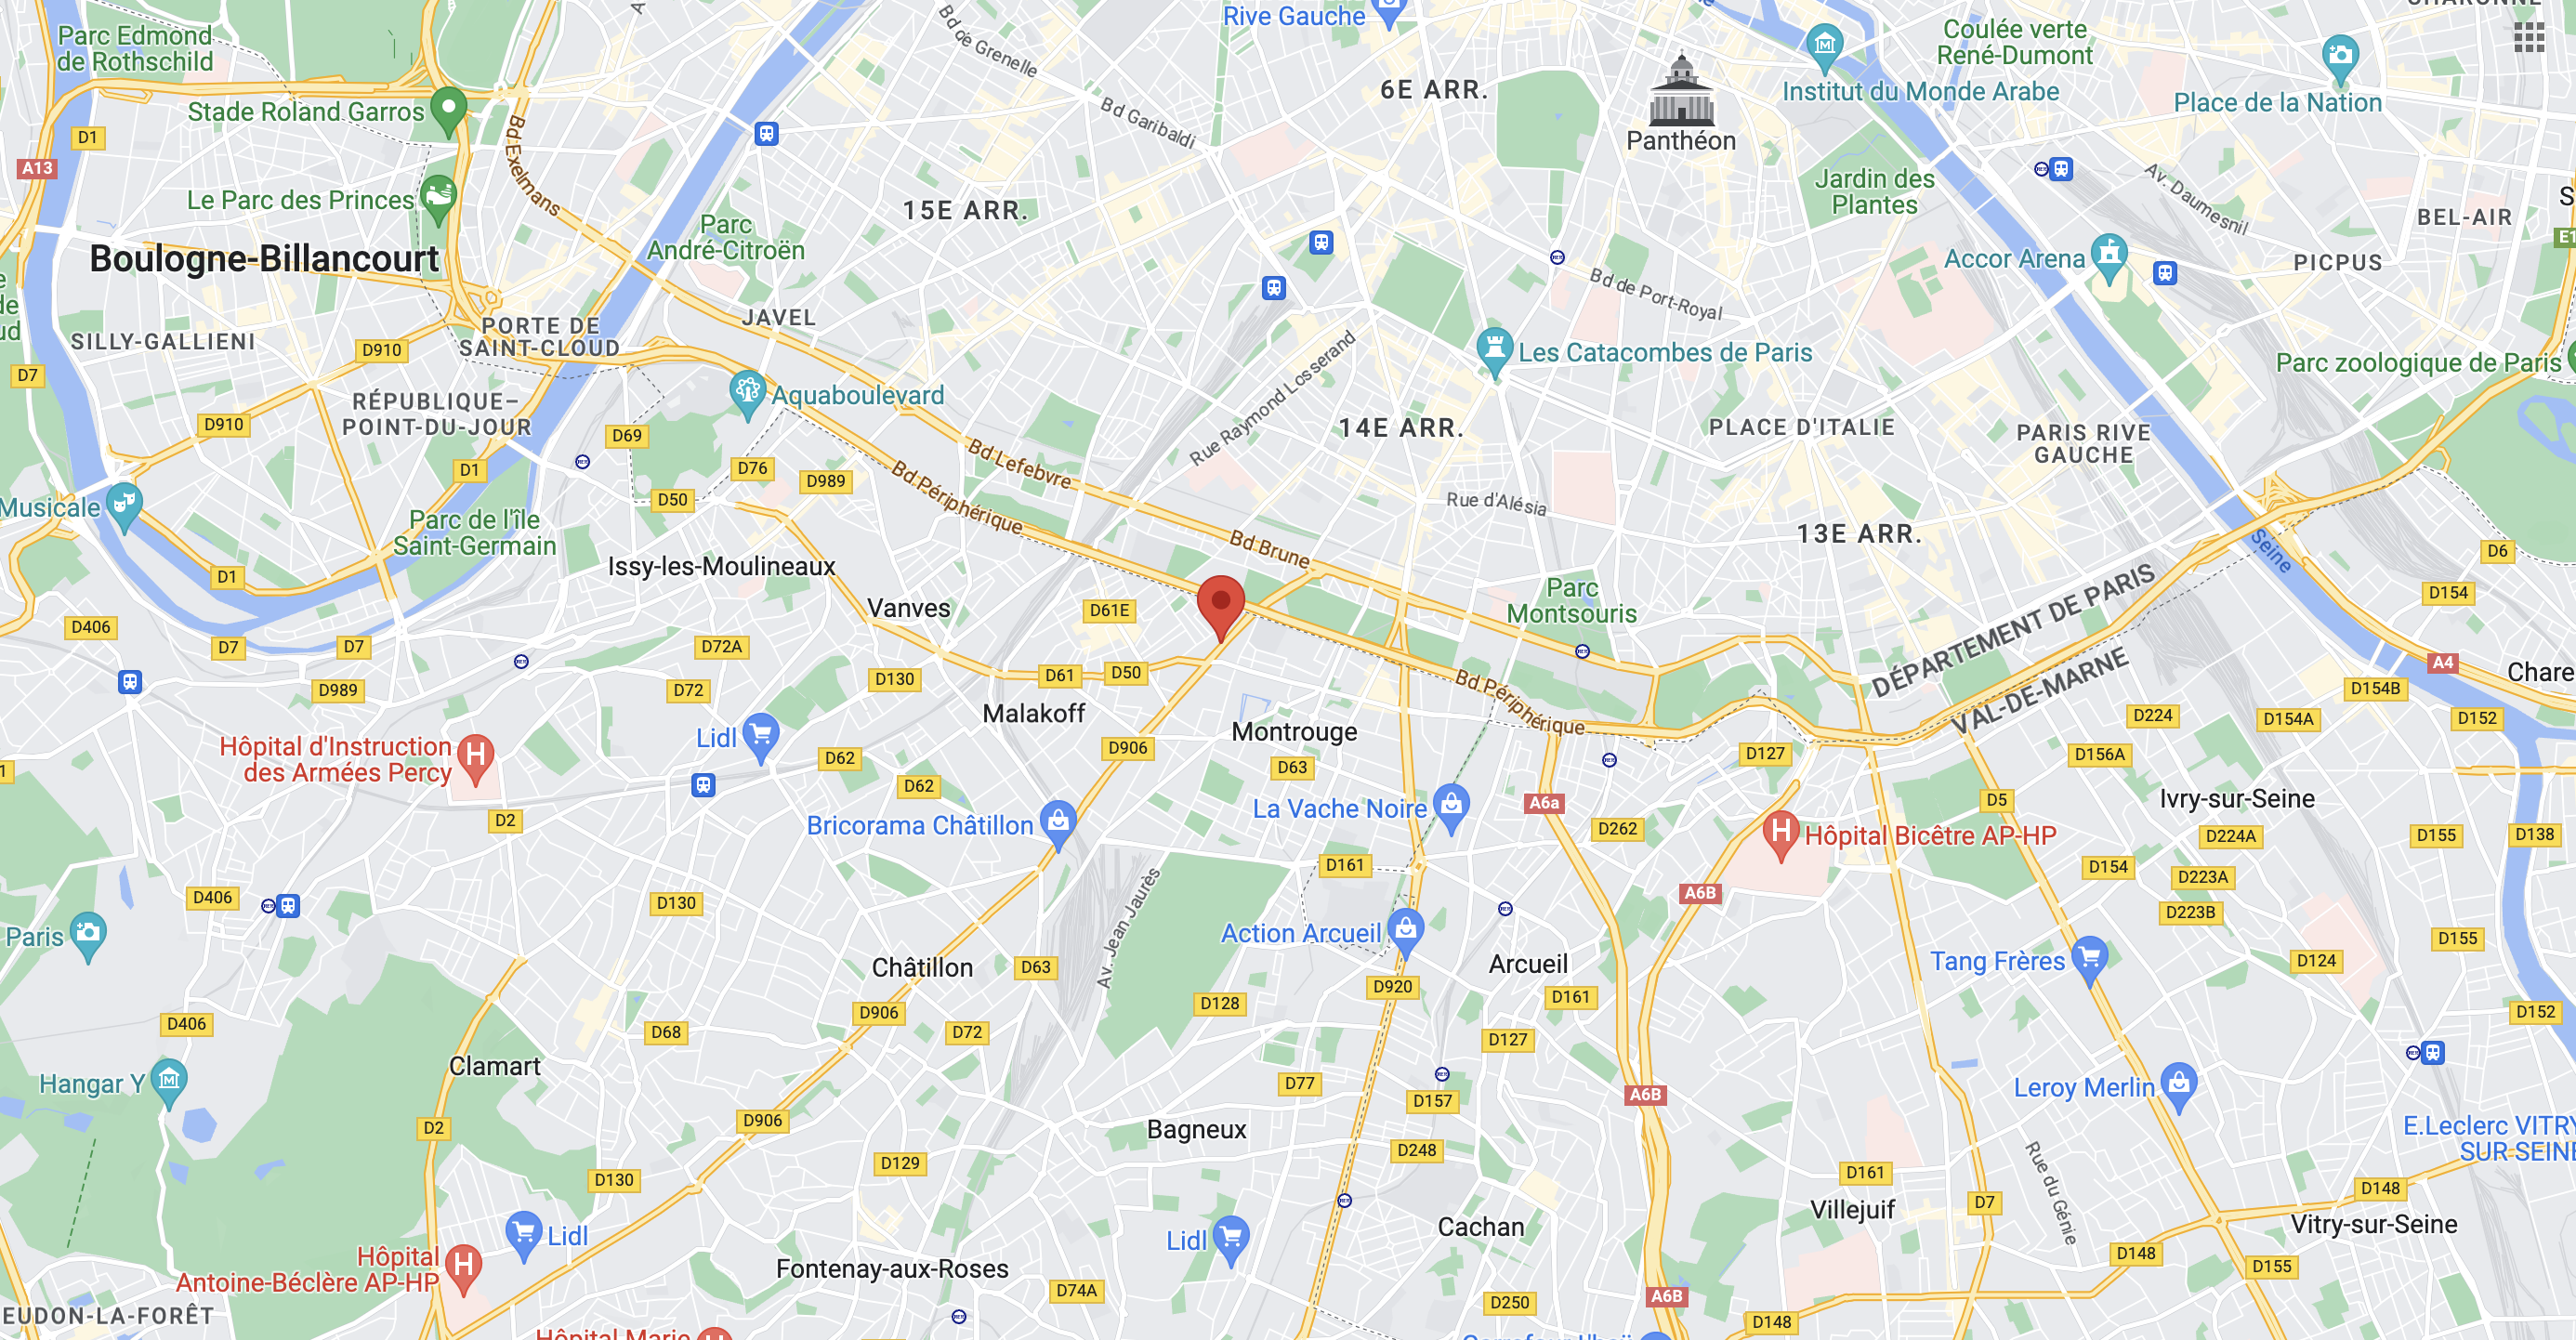 Parc Edmond
de Rothschild
Stade Roland Garros
D1
A13
Le Parc des Princes
Boulogne-Billancourt
Bd Exelmans
Bd de Grenelle
Bd Garibaldi
Rive Gauche
6E ARR.
Panthéon
Institut du Monde Arabe
Coulée verte
René-Dumont
Place de la Nation
15E ARR.
Parc
André-Citroën
Jardin des
Plantes
Av. Daumesnil
BEL-AIR
PICPUS
Accor Arena
Bd de Port-Royal
JAVEL
PORTE DE
SAINT-CLOUD
SILLY-GALLIENI
D910
D7
RÉPUBLIQUE–
POINT-DU-JOUR
D910
D1
D69
Aquaboulevard
Rue Raymond Losserand
Les Catacombes de Paris
14E ARR.
PLACE D'ITALIE
PARIS RIVE
GAUCHE
Parc zoologique de Paris
Musicale
D50
D76
D989
Bd Périphérique
Bd Lefebvre
Bd Brune
Rue d'Alésia
13E ARR.
Seine
D6
D154
Parc de l'île
Saint-Germain
D1
Issy-les-Moulineaux
Vanves
D61E
Parc
Montsouris
DÉPARTEMENT DE PARIS
VAL-DE-MARNE
A4
Chare
D406
D7
D7
D989
D72A
D72
D130
D61
D50
Malakoff
Montrouge
Bd Périphérique
D154B
D152
D224
D154A
D156A
D127
Hôpital d'Instruction
des Armées Percy
Lidl
D62
D62
D906
D63
La Vache Noire
A6a
D262
Hôpital Bicêtre AP-HP
D5
Ivry-sur-Seine
D224A
D155
D138
D2
Bricorama Châtillon
D161
A6B
D154
D223A
D223B
D155
D124
D406
D130
Av. Jean Jaurès
Paris
Action Arcueil
Arcueil
Tang Frères
Châtillon
D63
D920
D161
D128
D906
D72
D127
D152
D406
D68
Clamart
Hangar Y
D77
D157
A6B
Leroy Merlin
E.Leclerc VITRY
SUR SEINE
D2
D906
Bagneux
D248
D129
D130
D161
Rue du Génie
Villejuif
D7
D148
Vitry-sur-Seine
Cachan
Lidl
Lidl
Hôpital
Antoine-Béclère AP-HP
Fontenay-aux-Roses
D74A
D250
A6B
D148
D155
D148
EUDON-LA-FORÊT
Hôpital Marie